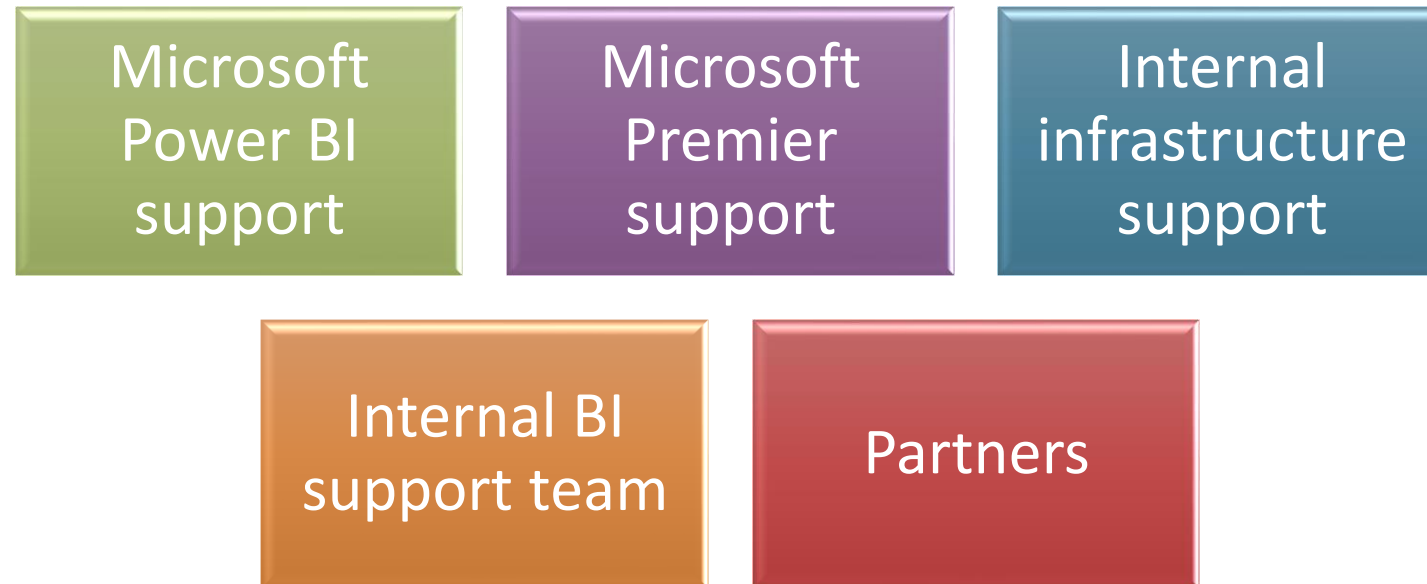 Microsoft
Power BI
support
Microsoft
Premier
support
Internal
infrastructure
support
Internal BI
support team
Partners